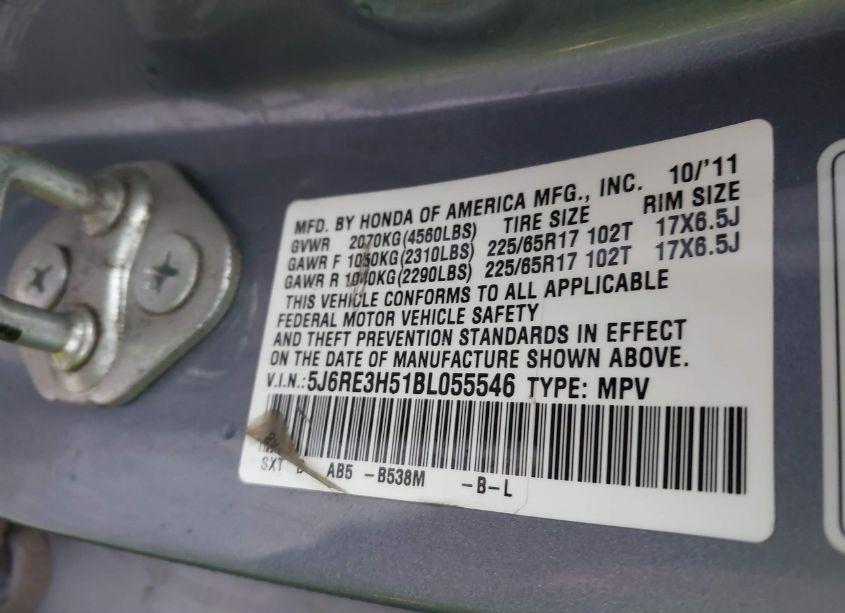 MFD. BY HONDA OF AMERICA MFG., INC. 10/'11
GVWR 2070KG(4560LBS) TIRE SIZE RIM SIZE
GAWR F 1050KG(2310LBS) 225/65R17 102T 17X6.5J
GAWR R 1040KG(2290LBS) 225/65R17 102T 17X6.5J
THIS VEHICLE CONFORMS TO ALL APPLICABLE
FEDERAL MOTOR VEHICLE SAFETY
AND THEFT PREVENTION STANDARDS IN EFFECT
ON THE DATE OF MANUFACTURE SHOWN ABOVE.
V.I.N.: 5J6RE3H51BL055546 TYPE: MPV
SXT AB5 -B538M -B-L